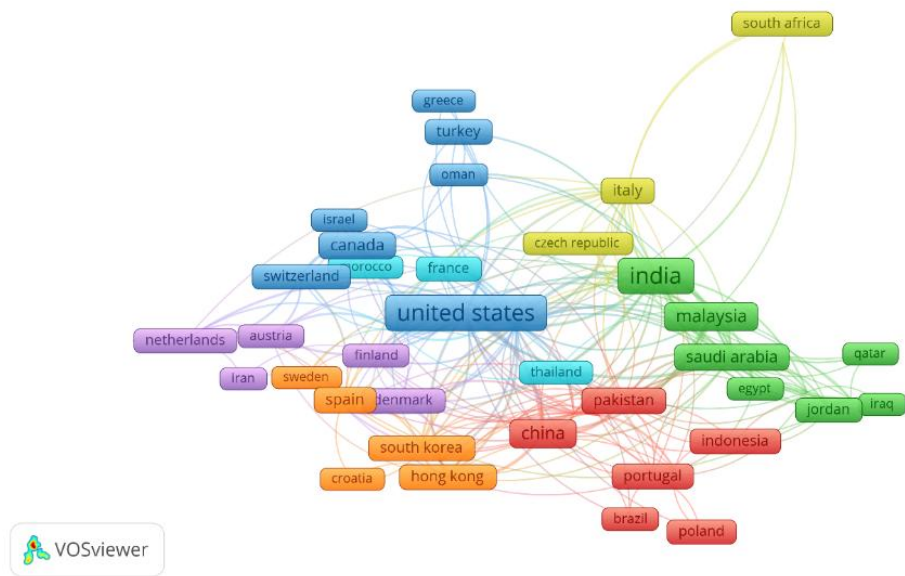 south africa
greece
turkey
oman
italy
israel
canada
czech republic
morocco
france
switzerland
india
united states
malaysia
netherlands
austria
finland
saudi arabia
qatar
iran
sweden
thailand
egypt
spain
denmark
pakistan
jordan
iraq
china
indonesia
south korea
croatia
hong kong
portugal
brazil
poland
VOSviewer